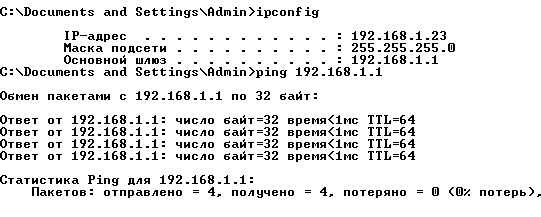 C:\Documents and Settings\Admin>ipconfig
IP-адрес . . . . . . . . . . . . : 192.168.1.23
Маска подсети . . . . . . . . . . : 255.255.255.0
Основной шлюз . . . . . . . . . . : 192.168.1.1
C:\Documents and Settings\Admin>ping 192.168.1.1
Обмен пакетами с 192.168.1.1 по 32 байт:
Ответ от 192.168.1.1: число байт=32 время<1мс TTL=64
Ответ от 192.168.1.1: число байт=32 время<1мс TTL=64
Ответ от 192.168.1.1: число байт=32 время<1мс TTL=64
Ответ от 192.168.1.1: число байт=32 время<1мс TTL=64
Статистика Ping для 192.168.1.1:
Пакетов: отправлено = 4, получено = 4, потеряно = 0 (0% потерь),